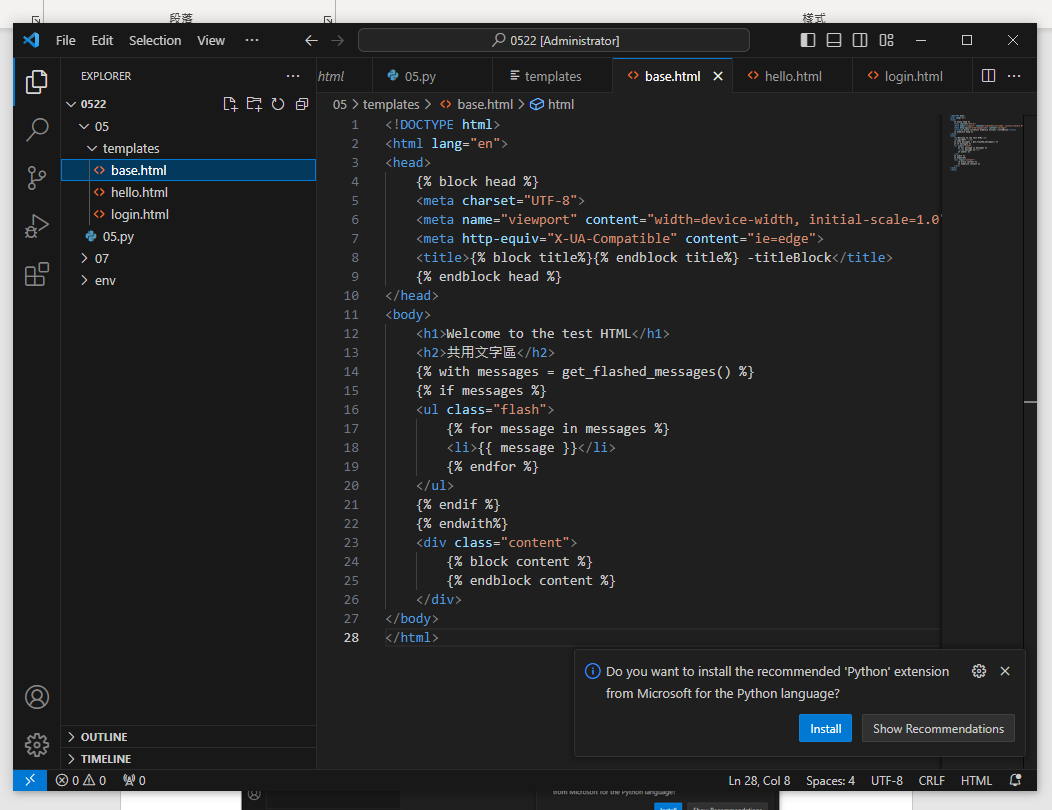 段落 樣式
File Edit Selection View ··· 0522 [Administrator]
EXPLORER ··· html 05.py templates base.html hello.html login.html ···
0522
05
templates
base.html
hello.html
login.html
05.py
07
env
OUTLINE
TIMELINE
05 > templates > base.html > html
1 <!DOCTYPE html>
2 <html lang="en">
3 <head>
4 {% block head %}
5 <meta charset="UTF-8">
6 <meta name="viewport" content="width=device-width, initial-scale=1.0
7 <meta http-equiv="X-UA-Compatible" content="ie=edge">
8 <title>{% block title%}{% endblock title%} -titleBlock</title>
9 {% endblock head %}
10 </head>
11 <body>
12 <h1>Welcome to the test HTML</h1>
13 <h2>共用文字區</h2>
14 {% with messages = get_flashed_messages() %}
15 {% if messages %}
16 <ul class="flash">
17 {% for message in messages %}
18 <li>{{ message }}</li>
19 {% endfor %}
20 </ul>
21 {% endif %}
22 {% endwith%}
23 <div class="content">
24 {% block content %}
25 {% endblock content %}
26 </div>
27 </body>
28 </html>
Do you want to install the recommended 'Python' extension
from Microsoft for the Python language?
Install Show Recommendations
0 0 0 Ln 28, Col 8 Spaces: 4 UTF-8 CRLF HTML
from Microsoft for the Python language?